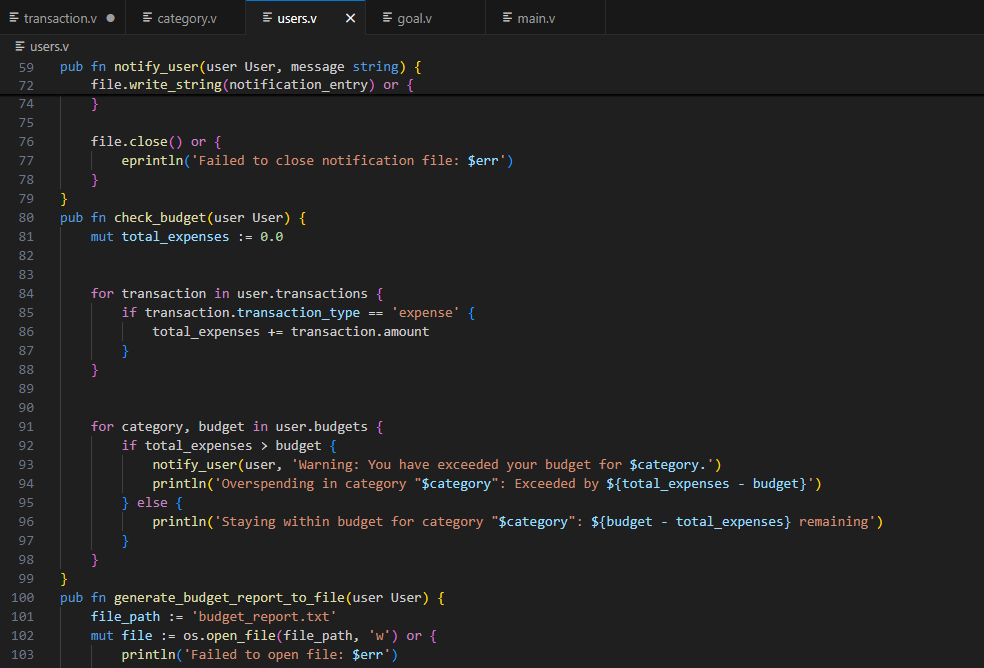 transaction.v category.v users.v goal.v main.v
users.v
59 pub fn notify_user(user User, message string) {
72     file.write_string(notification_entry) or {
74     }
75
76     file.close() or {
77         eprintln('Failed to close notification file: $err')
78     }
79 }
80 pub fn check_budget(user User) {
81     mut total_expenses := 0.0
82
83
84     for transaction in user.transactions {
85         if transaction.transaction_type == 'expense' {
86             total_expenses += transaction.amount
87         }
88     }
89
90
91     for category, budget in user.budgets {
92         if total_expenses > budget {
93             notify_user(user, 'Warning: You have exceeded your budget for $category.')
94             println('Overspending in category "$category": Exceeded by ${total_expenses - budget}')
95         } else {
96             println('Staying within budget for category "$category": ${budget - total_expenses} remaining')
97         }
98     }
99 }
100 pub fn generate_budget_report_to_file(user User) {
101     file_path := 'budget_report.txt'
102     mut file := os.open_file(file_path, 'w') or {
103         println('Failed to open file: $err')